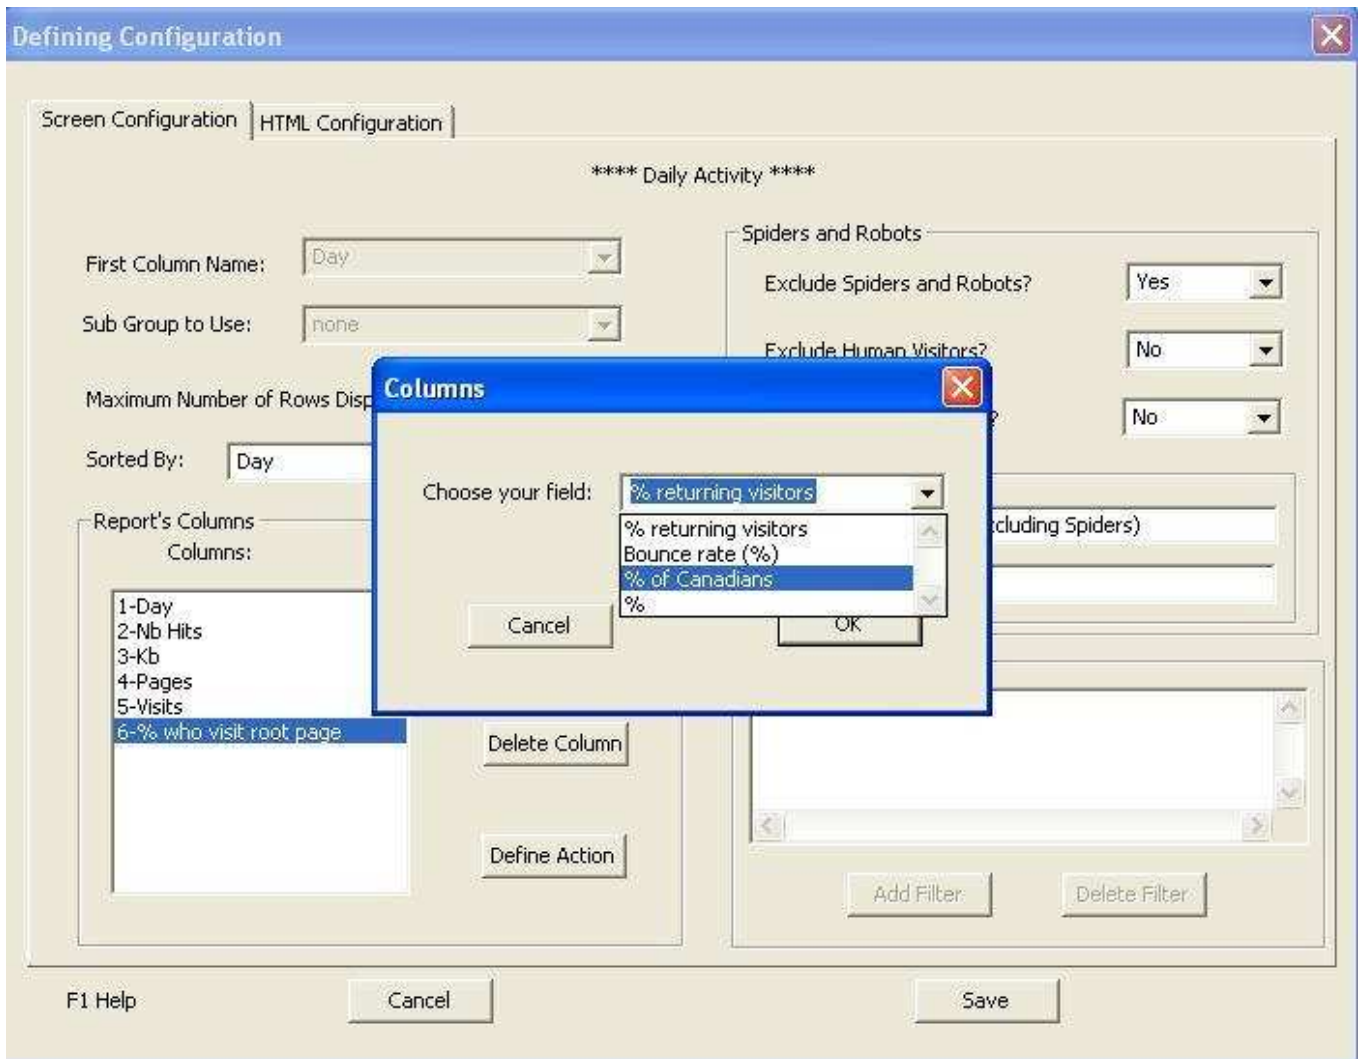 Defining Configuration
Screen Configuration
HTML Configuration
**** Daily Activity ****
First Column Name:
Day
Sub Group to Use:
none
Maximum Number of Rows Disp
Sorted By:
Day
Report's Columns
Columns:
1-Day
2-Nb Hits
3-Kb
4-Pages
5-Visits
6-% who visit root page
Delete Column
Define Action
Spiders and Robots
Exclude Spiders and Robots?
Yes
Exclude Human Visitors?
No
?
No
cluding Spiders)
Columns
Choose your field:
% returning visitors
% returning visitors
Bounce rate (%)
% of Canadians
%
Cancel
OK
Add Filter
Delete Filter
F1 Help
Cancel
Save